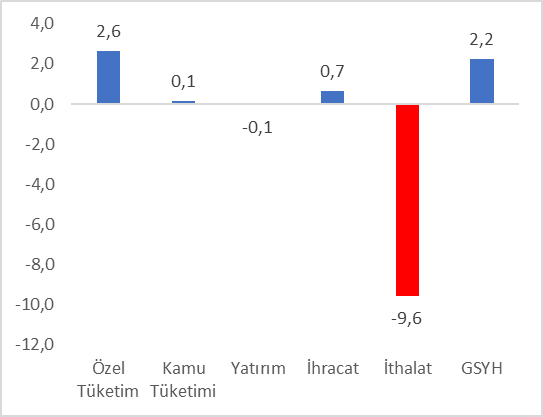 4,0
2,0
0,0
-2,0
-4,0
-6,0
-8,0
-10,0
-12,0
2,6
0,1
-0,1
0,7
-9,6
2,2
Özel
Tüketim
Kamu
Tüketimi
Yatırım
İhracat
İthalat
GSYH